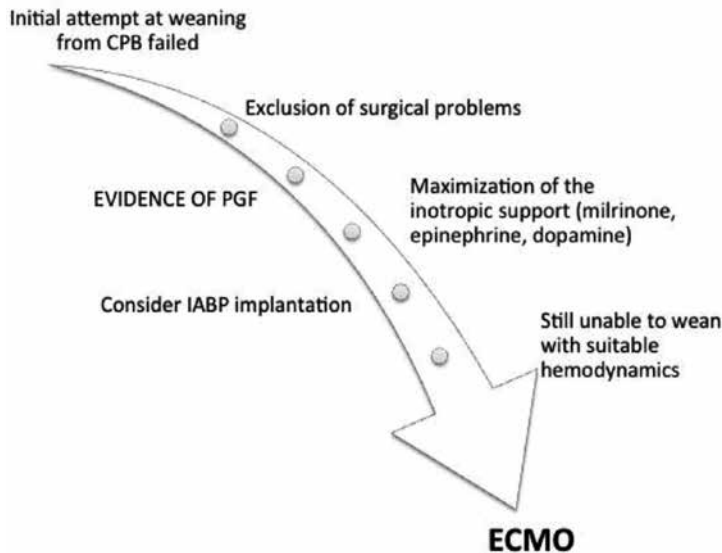 Initial attempt at weaning
from CPB failed
Exclusion of surgical problems
EVIDENCE OF PGF
Maximization of the
inotropic support (milrinone,
epinephrine, dopamine)
Consider IABP implantation
Still unable to wean
with suitable
hemodynamics
ECMO